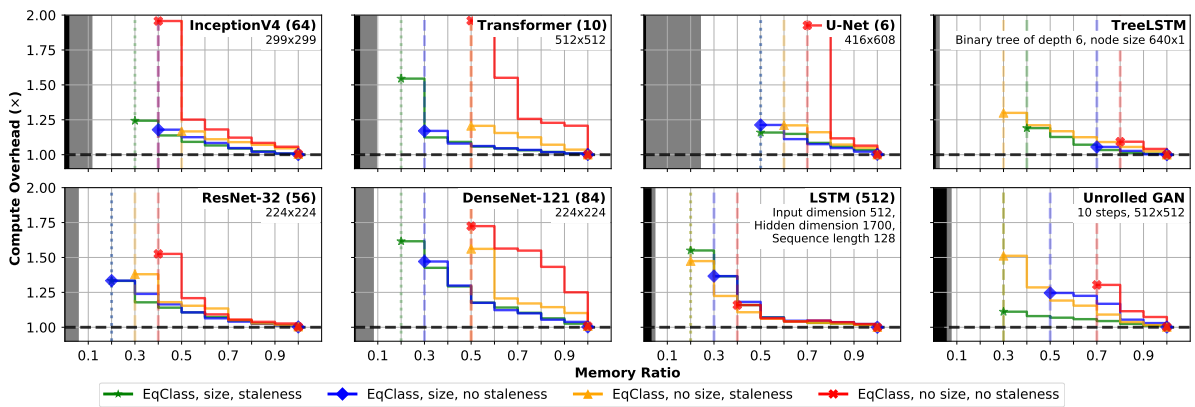 2.00
1.75
1.50
1.25
1.00
InceptionV4 (64)
299x299
Transformer (10)
512x512
U-Net (6)
416x608
TreeLSTM
Binary tree of depth 6, node size 640x1
Compute Overhead (×)
2.00
1.75
1.50
1.25
1.00
ResNet-32 (56)
224x224
DenseNet-121 (84)
224x224
LSTM (512)
Input dimension 512,
Hidden dimension 1700,
Sequence length 128
Unrolled GAN
10 steps, 512x512
0.1 0.3 0.5 0.7 0.9
0.1 0.3 0.5 0.7 0.9
0.1 0.3 0.5 0.7 0.9
0.1 0.3 0.5 0.7 0.9
Memory Ratio
EqClass, size, staleness
EqClass, size, no staleness
EqClass, no size, staleness
EqClass, no size, no staleness